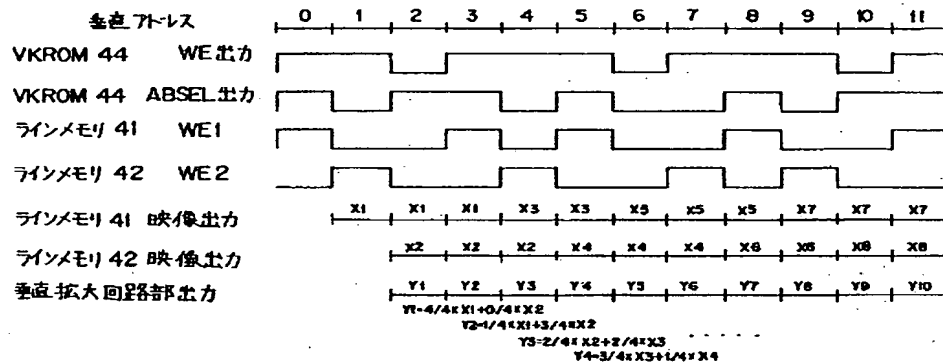 垂直アドレス 0 1 2 3 4 5 6 7 8 9 10 11
VKROM 44 WE出力
VKROM 44 ABSEL出力
ラインメモリ 41 WE1
ラインメモリ 42 WE2
ラインメモリ 41 映像出力 X1 X1 X1 X3 X3 X5 X5 X5 X7 X7 X7
ラインメモリ 42 映像出力 X2 X2 X2 X4 X4 X4 X6 X6 X8 X8
垂直拡大回路部出力 Y1 Y2 Y3 Y4 Y5 Y6 Y7 Y8 Y9 Y10
Y1=4/4×X1+0/4×X2
Y2=1/4×X1+3/4×X2
Y3=2/4×X2+2/4×X3 - - - - -
Y4=3/4×X3+1/4×X4